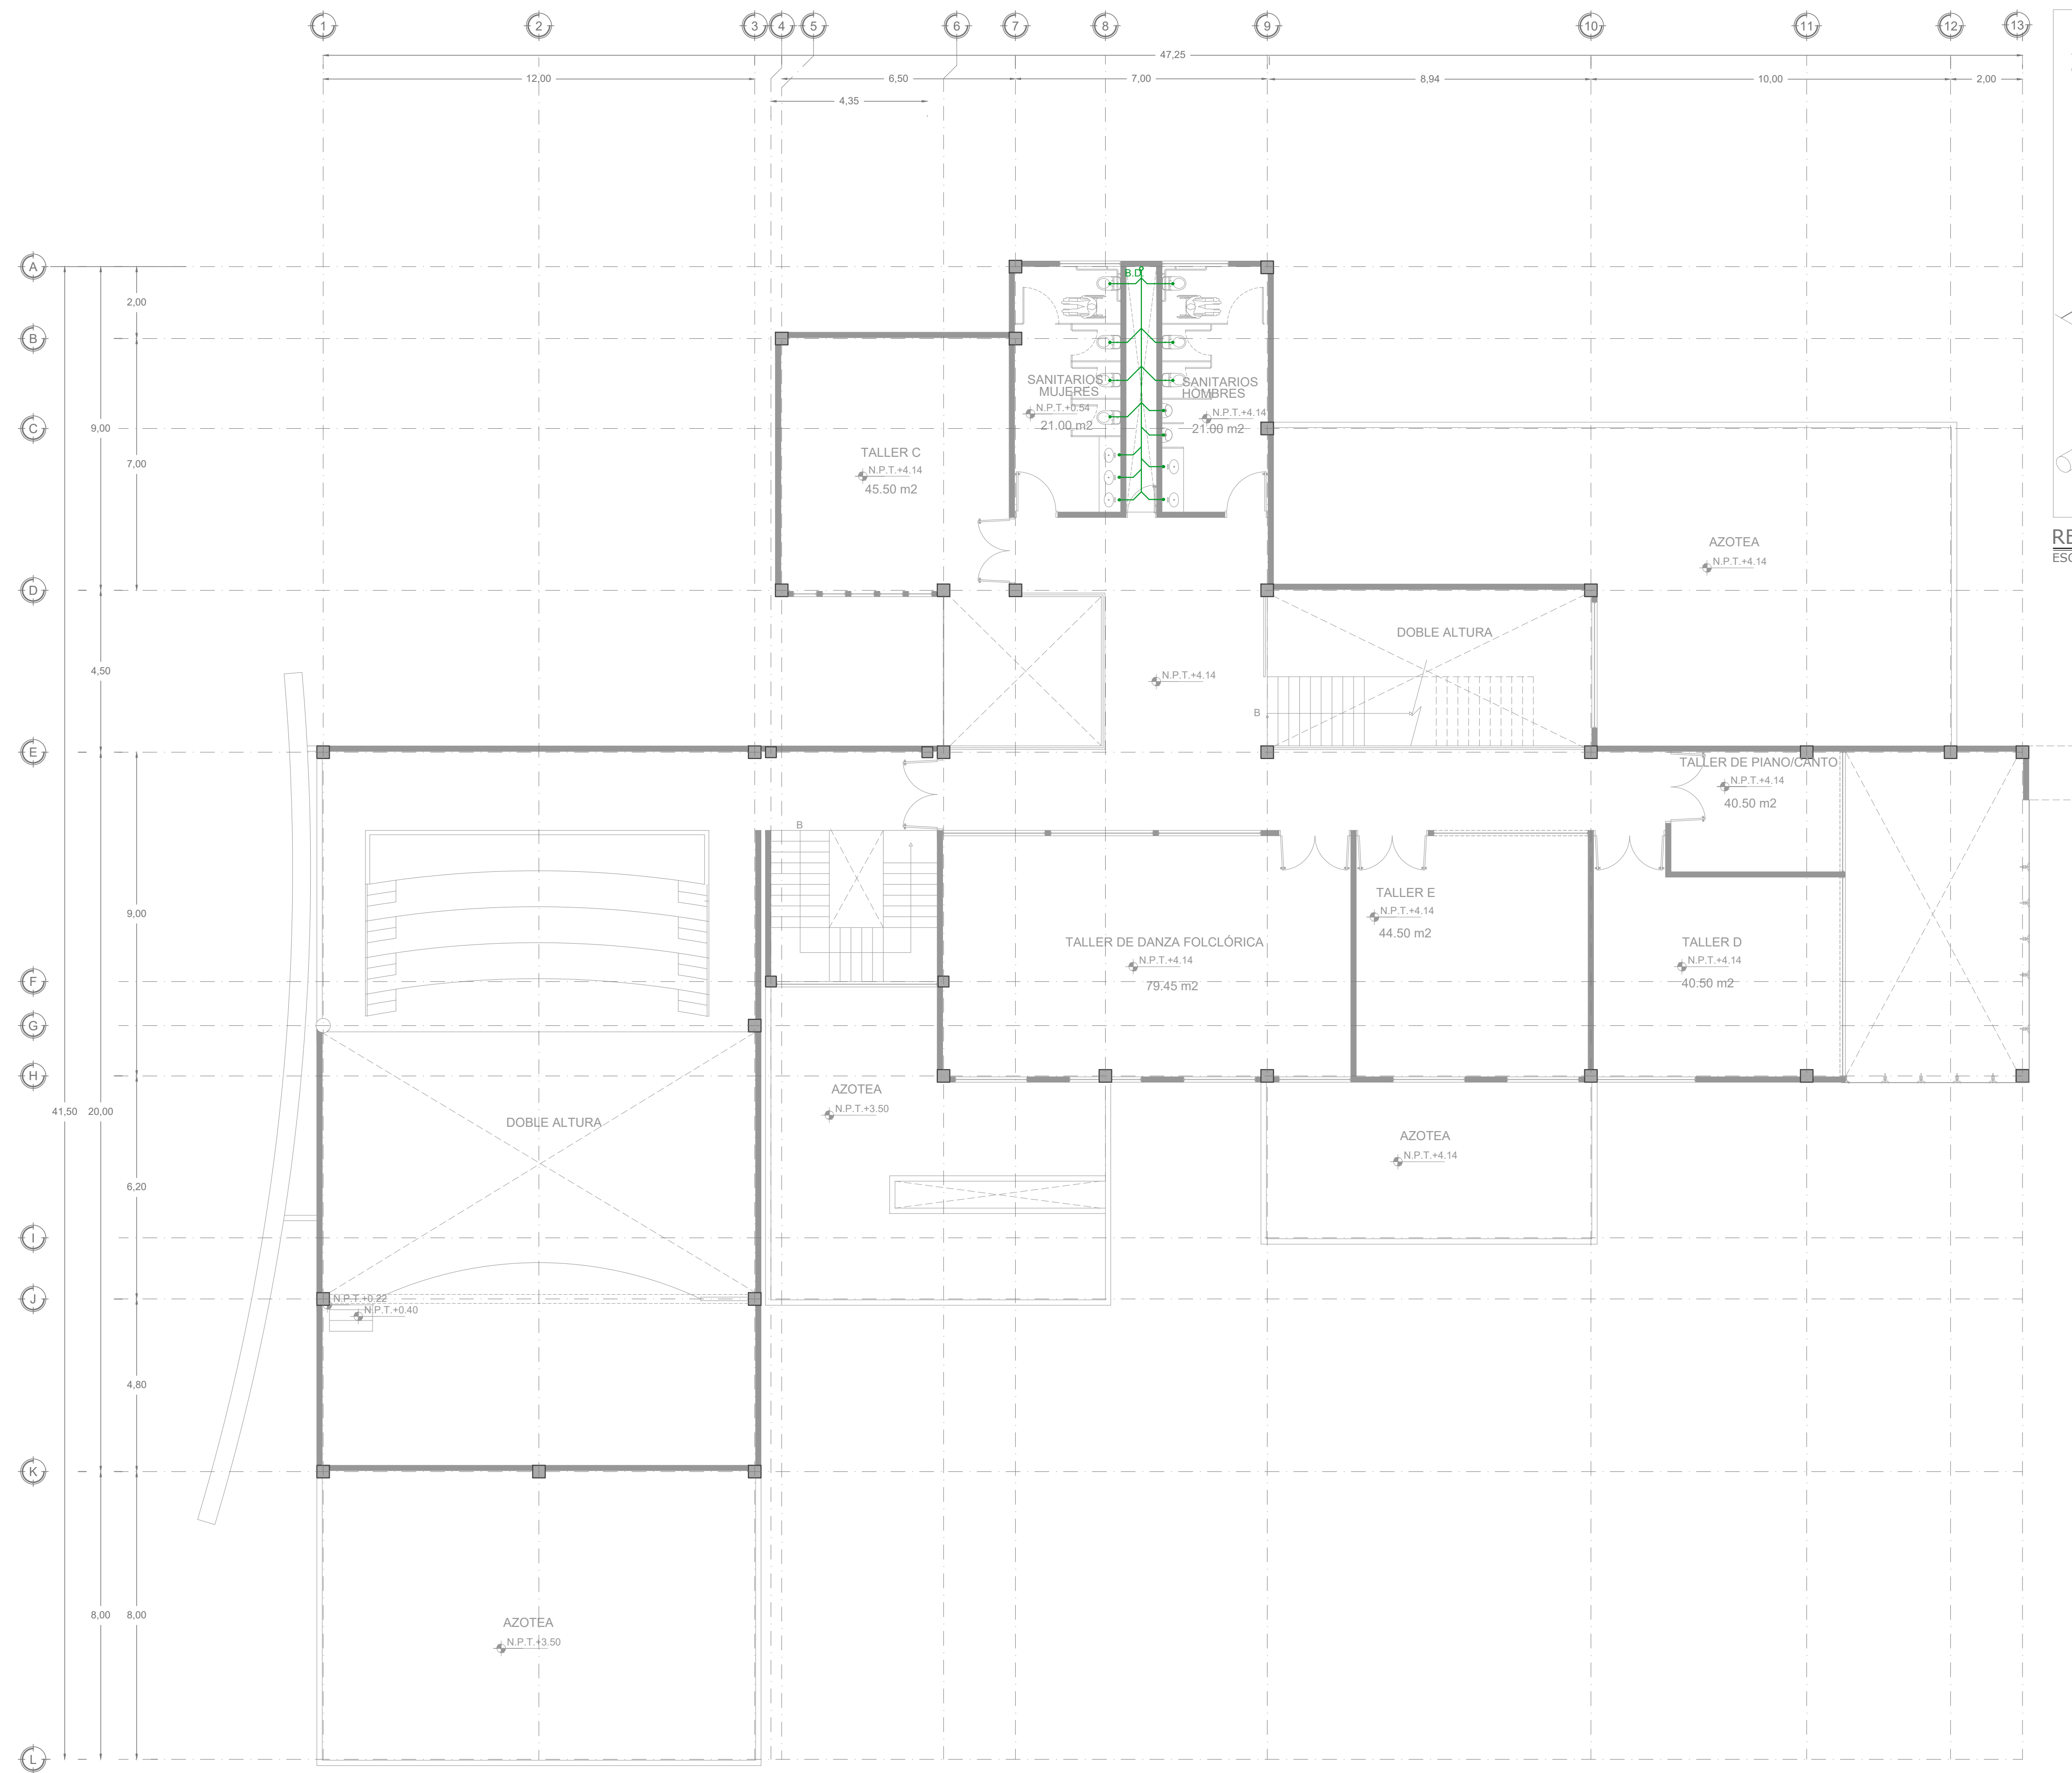 1 2 3 4 5 6 7 8 9 10 11 12 13
47,25
12,00 6,50 7,00 8,94 10,00 2,00
4,35
A
B.D
2,00
B
SANITARIOS
MUJERES
N.P.T.+0.54
21.00 m2
SANITARIOS
HOMBRES
N.P.T.+4.14
21.00 m2
C
9,00
7,00
TALLER C
N.P.T.+4.14
45.50 m2
AZOTEA
N.P.T.+4.14
RE
ESC
D
4,50
DOBLE ALTURA
N.P.T.+4.14
B
E
TALLER DE PIANO/CANTO
N.P.T.+4.14
40.50 m2
B
9,00
TALLER E
N.P.T.+4.14
44.50 m2
TALLER DE DANZA FOLCLÓRICA
N.P.T.+4.14
79.45 m2
TALLER D
N.P.T.+4.14
40.50 m2
F
G
H
AZOTEA
N.P.T.+3.50
41,50 20,00
DOBLE ALTURA
AZOTEA
N.P.T.+4.14
6,20
I
J
N.P.T.+0.22
N.P.T.+0.40
4,80
K
8,00 8,00
AZOTEA
N.P.T.+3.50
L